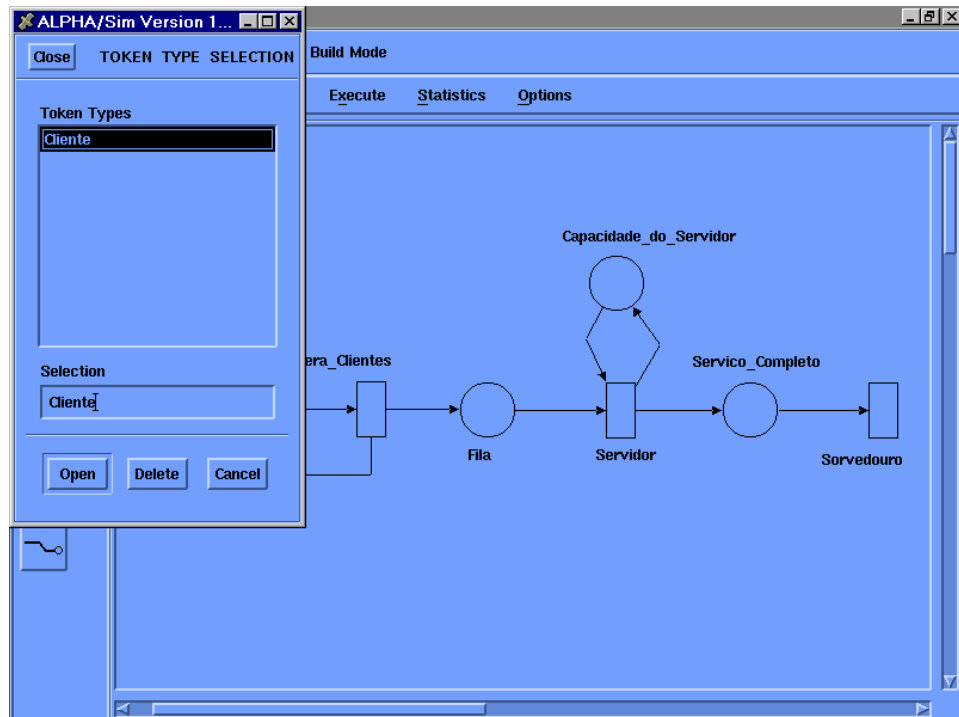 ALPHA/Sim Version 1...
Close TOKEN TYPE SELECTION
Build Mode
Execute Statistics Options
Token Types
Cliente
Capacidade_do_Servidor
era_Clientes
Servico_Completo
Selection
Cliente
Fila
Servidor
Sorvedouro
Open Delete Cancel